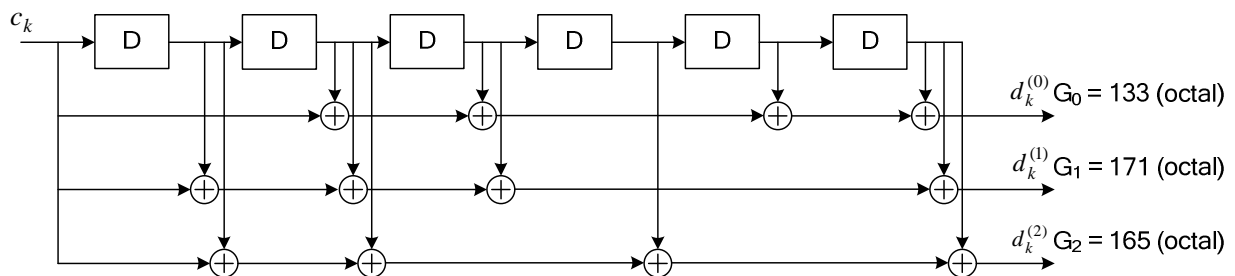 c_k
D D D D D D
d_k^{(0)} G₀ = 133 (octal)
d_k^{(1)} G₁ = 171 (octal)
d_k^{(2)} G₂ = 165 (octal)